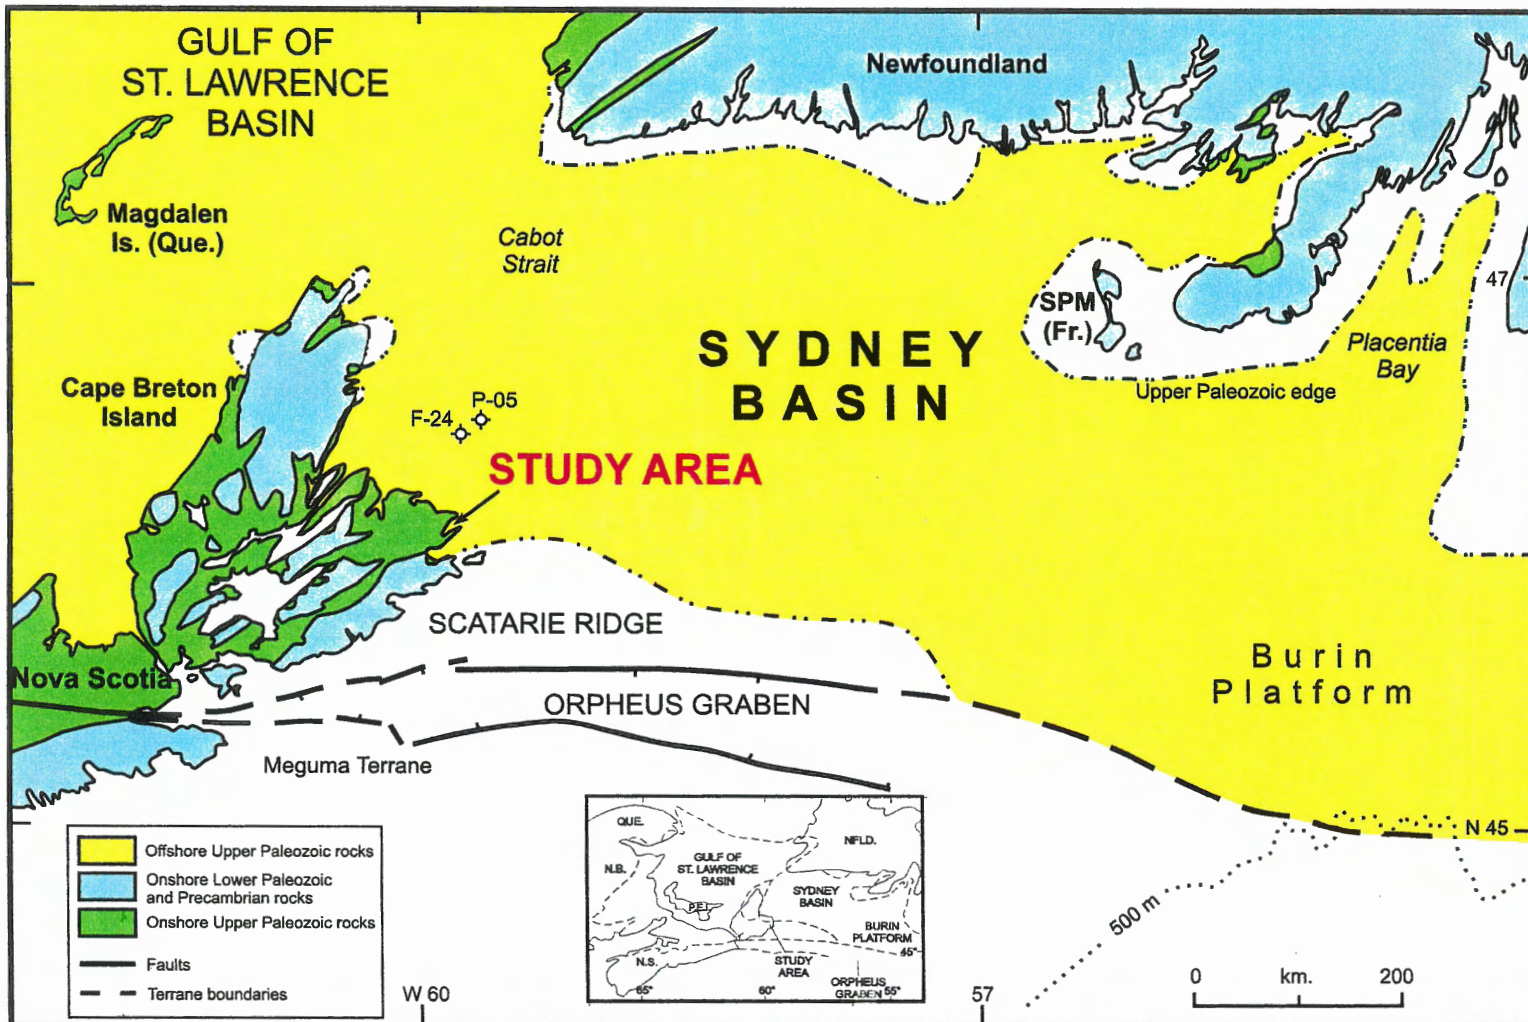 GULF OF
ST. LAWRENCE
BASIN
Newfoundland
Magdalen
Is. (Que.)
Cabot
Strait
SPM
(Fr.)
47
SYDNEY
BASIN
Placentia
Bay
Upper Paleozoic edge
Cape Breton
Island
P-05
F-24
STUDY AREA
SCATARIE RIDGE
Burin
Platform
Nova Scotia
ORPHEUS GRABEN
Meguma Terrane
N 45
500 m
Offshore Upper Paleozoic rocks
Onshore Lower Paleozoic
and Precambrian rocks
Onshore Upper Paleozoic rocks
Faults
Terrane boundaries
W 60
57
0 km. 200
QUE.
NFLD.
N.B.
GULF OF
ST. LAWRENCE
BASIN
P.E.I.
SYDNEY
BASIN
BURIN
PLATFORM
45°
N.S.
STUDY
AREA
ORPHEUS
GRABEN
65°
60°
55°